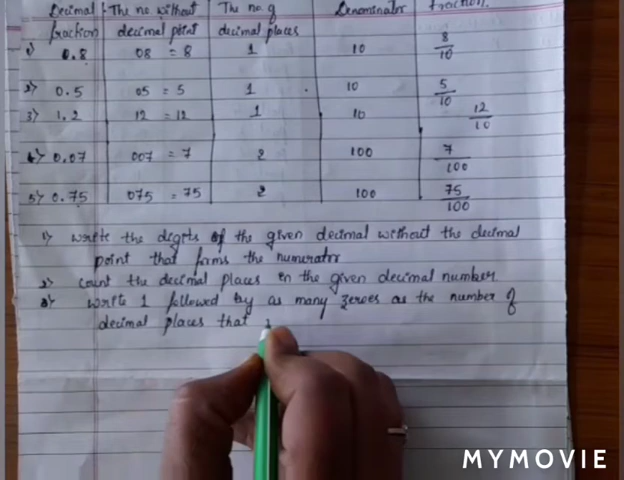 Decimal The no. without The no. of Denominator fraction.
fraction decimal point decimal places
1) 0.8 08 = 8 1 10 8/10
2) 0.5 05 = 5 1 10 5/10
3) 1.2 12 = 12 1 10 12/10
4) 0.07 007 = 7 2 100 7/100
5) 0.75 075 = 75 2 100 75/100
1) write the digits of the given decimal without the decimal
point that forms the numerator
2) count the decimal places in the given decimal number.
3) write 1 followed by as many zeroes as the number of
decimal places that
MYMOVIE